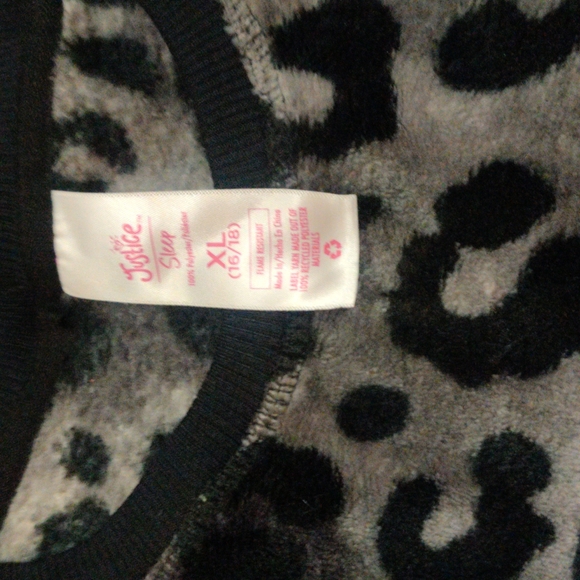 Justice™
Sleep
100% Polyester/Poliéster
XL
(16/18)
FLAME RESISTANT
Made In/Hecho En China
LABEL YARN MADE OUT OF
100% RECYCLED POLYESTER
MATERIALS